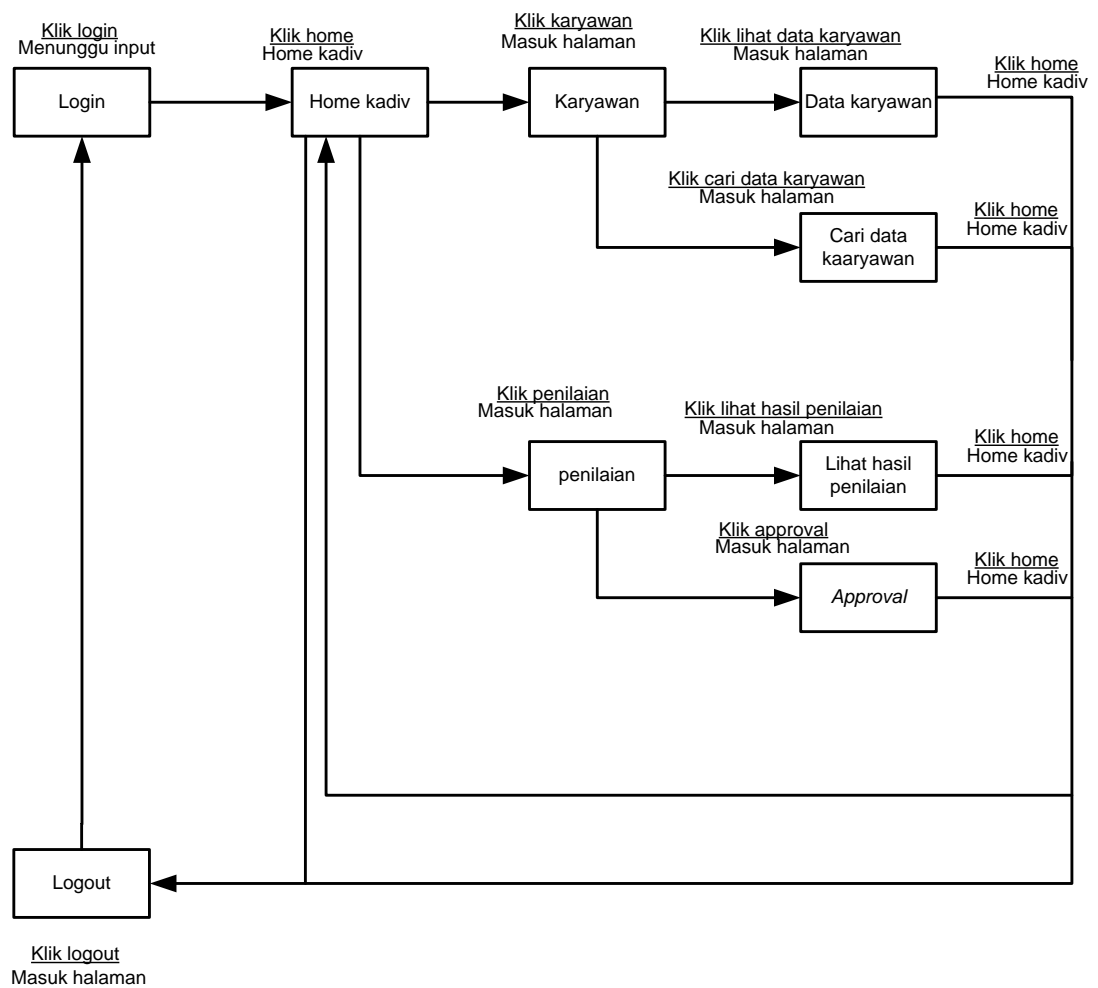 Klik login
Menunggu input
Klik home
Home kadiv
Klik karyawan
Masuk halaman
Klik lihat data karyawan
Masuk halaman
Klik home
Home kadiv
Login
Home kadiv
Karyawan
Data karyawan
Klik cari data karyawan
Masuk halaman
Klik home
Home kadiv
Cari data
kaaryawan
Klik penilaian
Masuk halaman
Klik lihat hasil penilaian
Masuk halaman
Klik home
Home kadiv
penilaian
Lihat hasil
penilaian
Klik approval
Masuk halaman
Klik home
Home kadiv
Approval
Logout
Klik logout
Masuk halaman